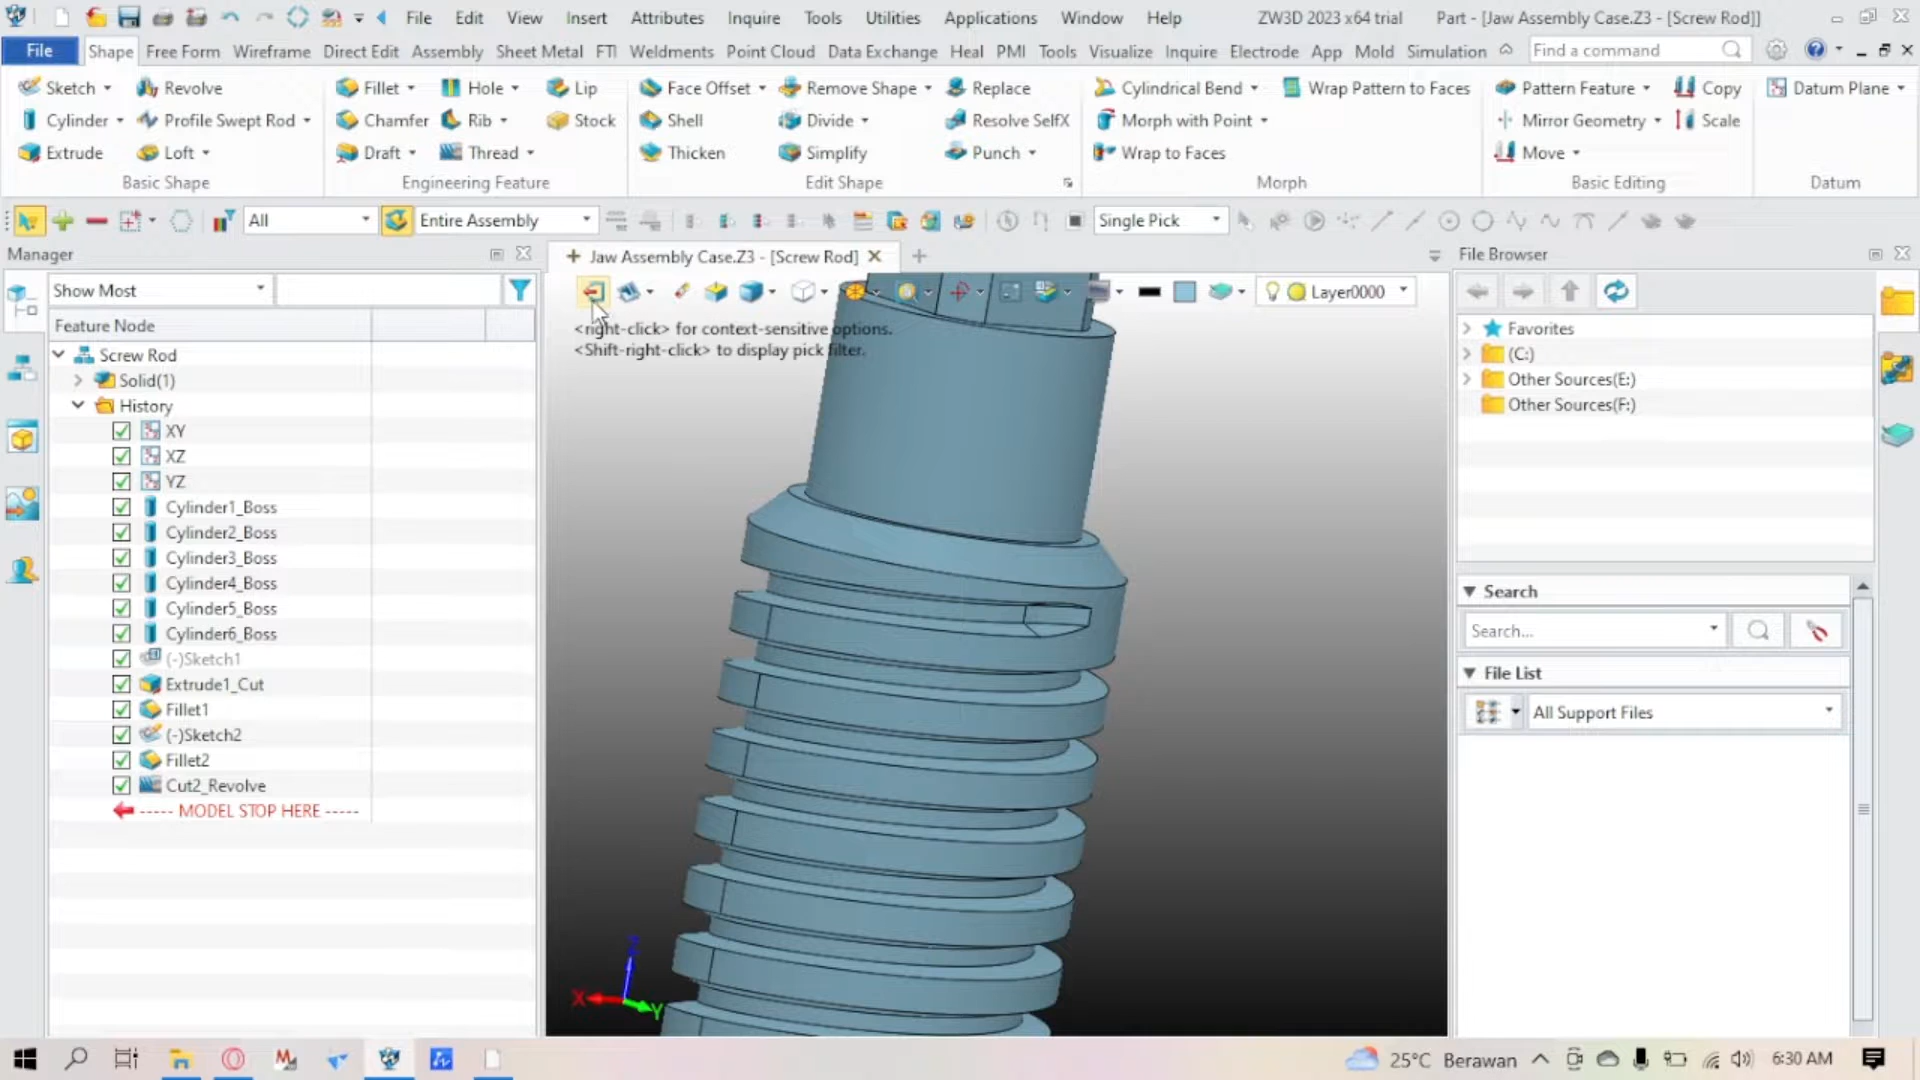 File Edit View Insert Attributes Inquire Tools Utilities Applications Window Help ZW3D 2023 x64 trial Part - [Jaw Assembly Case.Z3 - [Screw Rod]]
File Shape Free Form Wireframe Direct Edit Assembly Sheet Metal FTI Weldments Point Cloud Data Exchange Heal PMI Tools Visualize Inquire Electrode App Mold Simulation Find a command
Sketch Revolve Fillet Hole Lip Face Offset Remove Shape Replace Cylindrical Bend Wrap Pattern to Faces Pattern Feature Copy Datum Plane
Cylinder Profile Swept Rod Chamfer Rib Stock Shell Divide Resolve SelfX Morph with Point Mirror Geometry Scale
Extrude Loft Draft Thread Thicken Simplify Punch Wrap to Faces Move
Basic Shape Engineering Feature Edit Shape Morph Basic Editing Datum
All Entire Assembly Single Pick
Manager
Jaw Assembly Case.Z3 - [Screw Rod]
File Browser
Show Most
Layer0000
Feature Node
<right-click> for context-sensitive options.
<Shift-right-click> to display pick filter.
Screw Rod
Solid(1)
History
XY
XZ
YZ
Cylinder1_Boss
Cylinder2_Boss
Cylinder3_Boss
Cylinder4_Boss
Cylinder5_Boss
Cylinder6_Boss
(-)Sketch1
Extrude1_Cut
Fillet1
(-)Sketch2
Fillet2
Cut2_Revolve
----- MODEL STOP HERE -----
Z
X
Y
Favorites
(C:)
Other Sources(E:)
Other Sources(F:)
Search
Search...
File List
All Support Files
25°C Berawan 6:30 AM